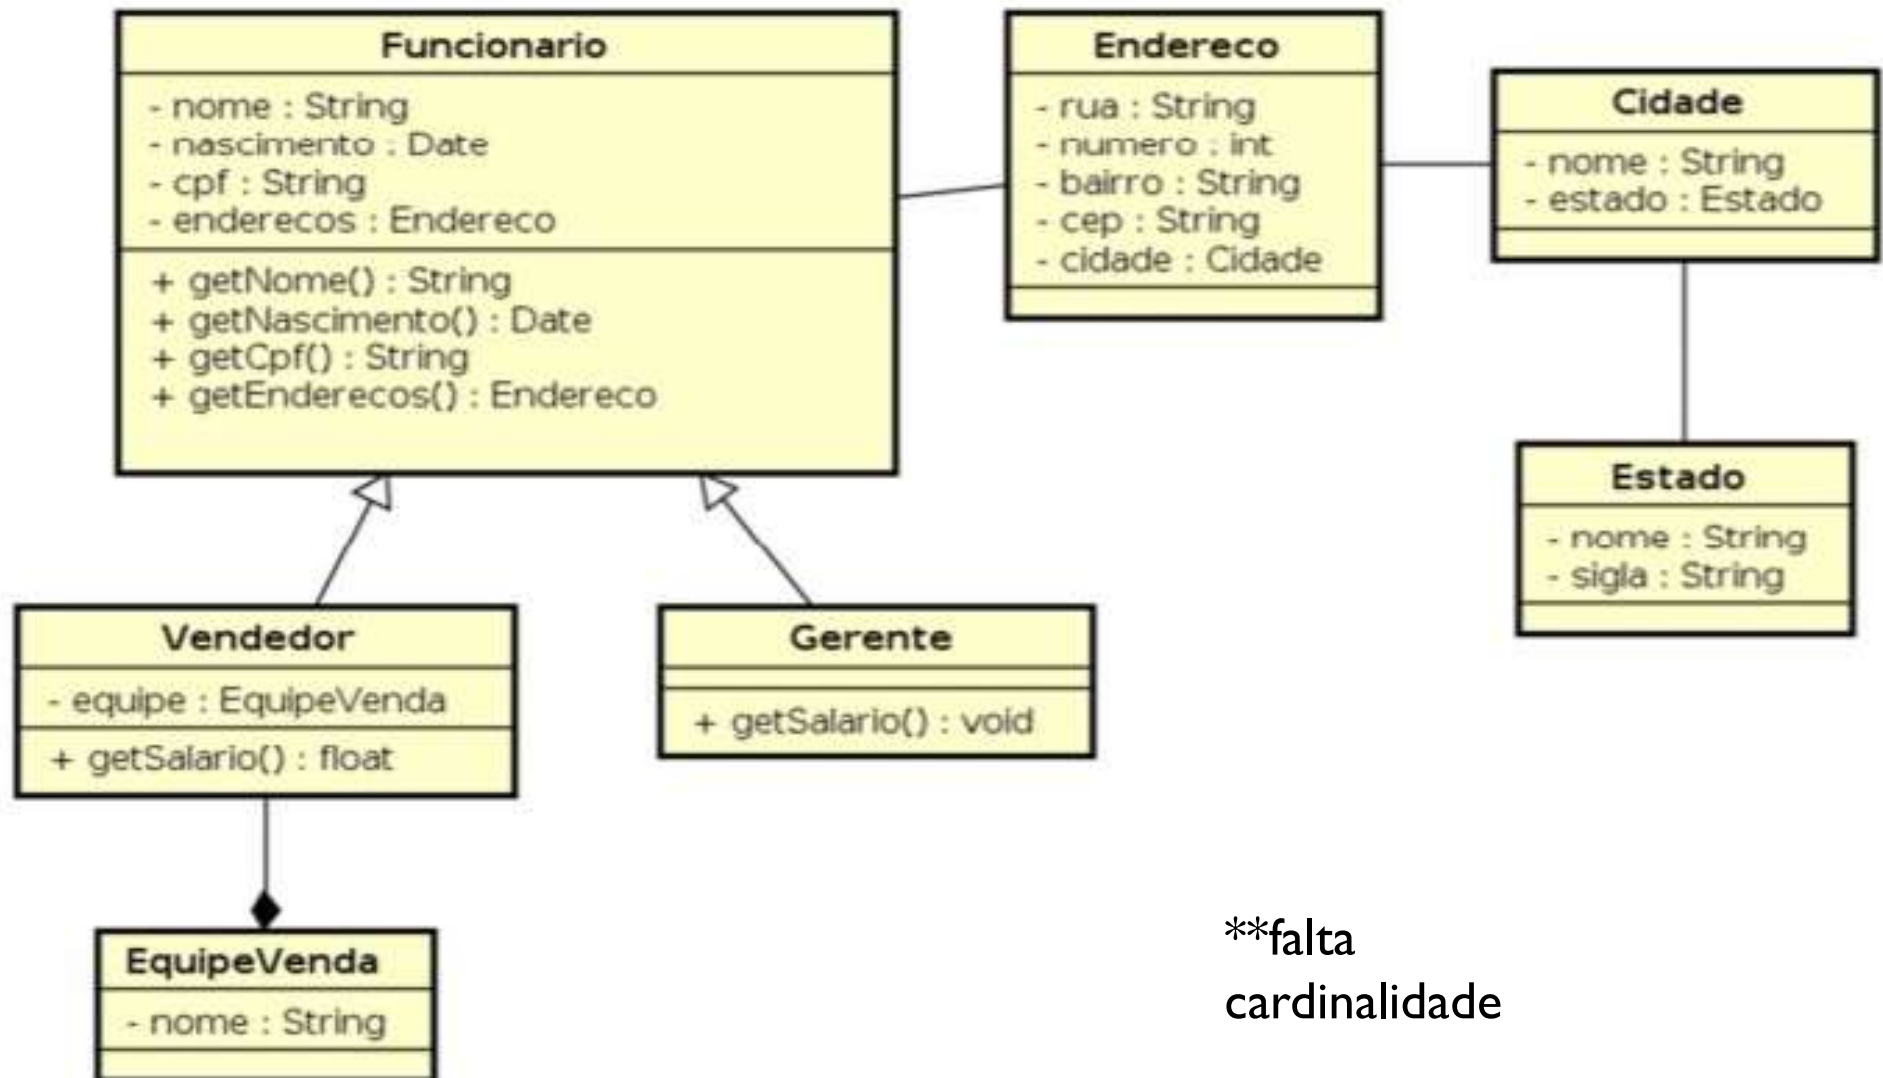 Funcionario
- nome : String
- nascimento : Date
- cpf : String
- enderecos : Endereco
+ getNome() : String
+ getNascimento() : Date
+ getCpf() : String
+ getEnderecos() : Endereco
Endereco
- rua : String
- numero : int
- bairro : String
- cep : String
- cidade : Cidade
Cidade
- nome : String
- estado : Estado
Estado
- nome : String
- sigla : String
Vendedor
- equipe : EquipeVenda
+ getSalario() : float
Gerente
+ getSalario() : void
EquipeVenda
- nome : String
**falta
cardinalidade